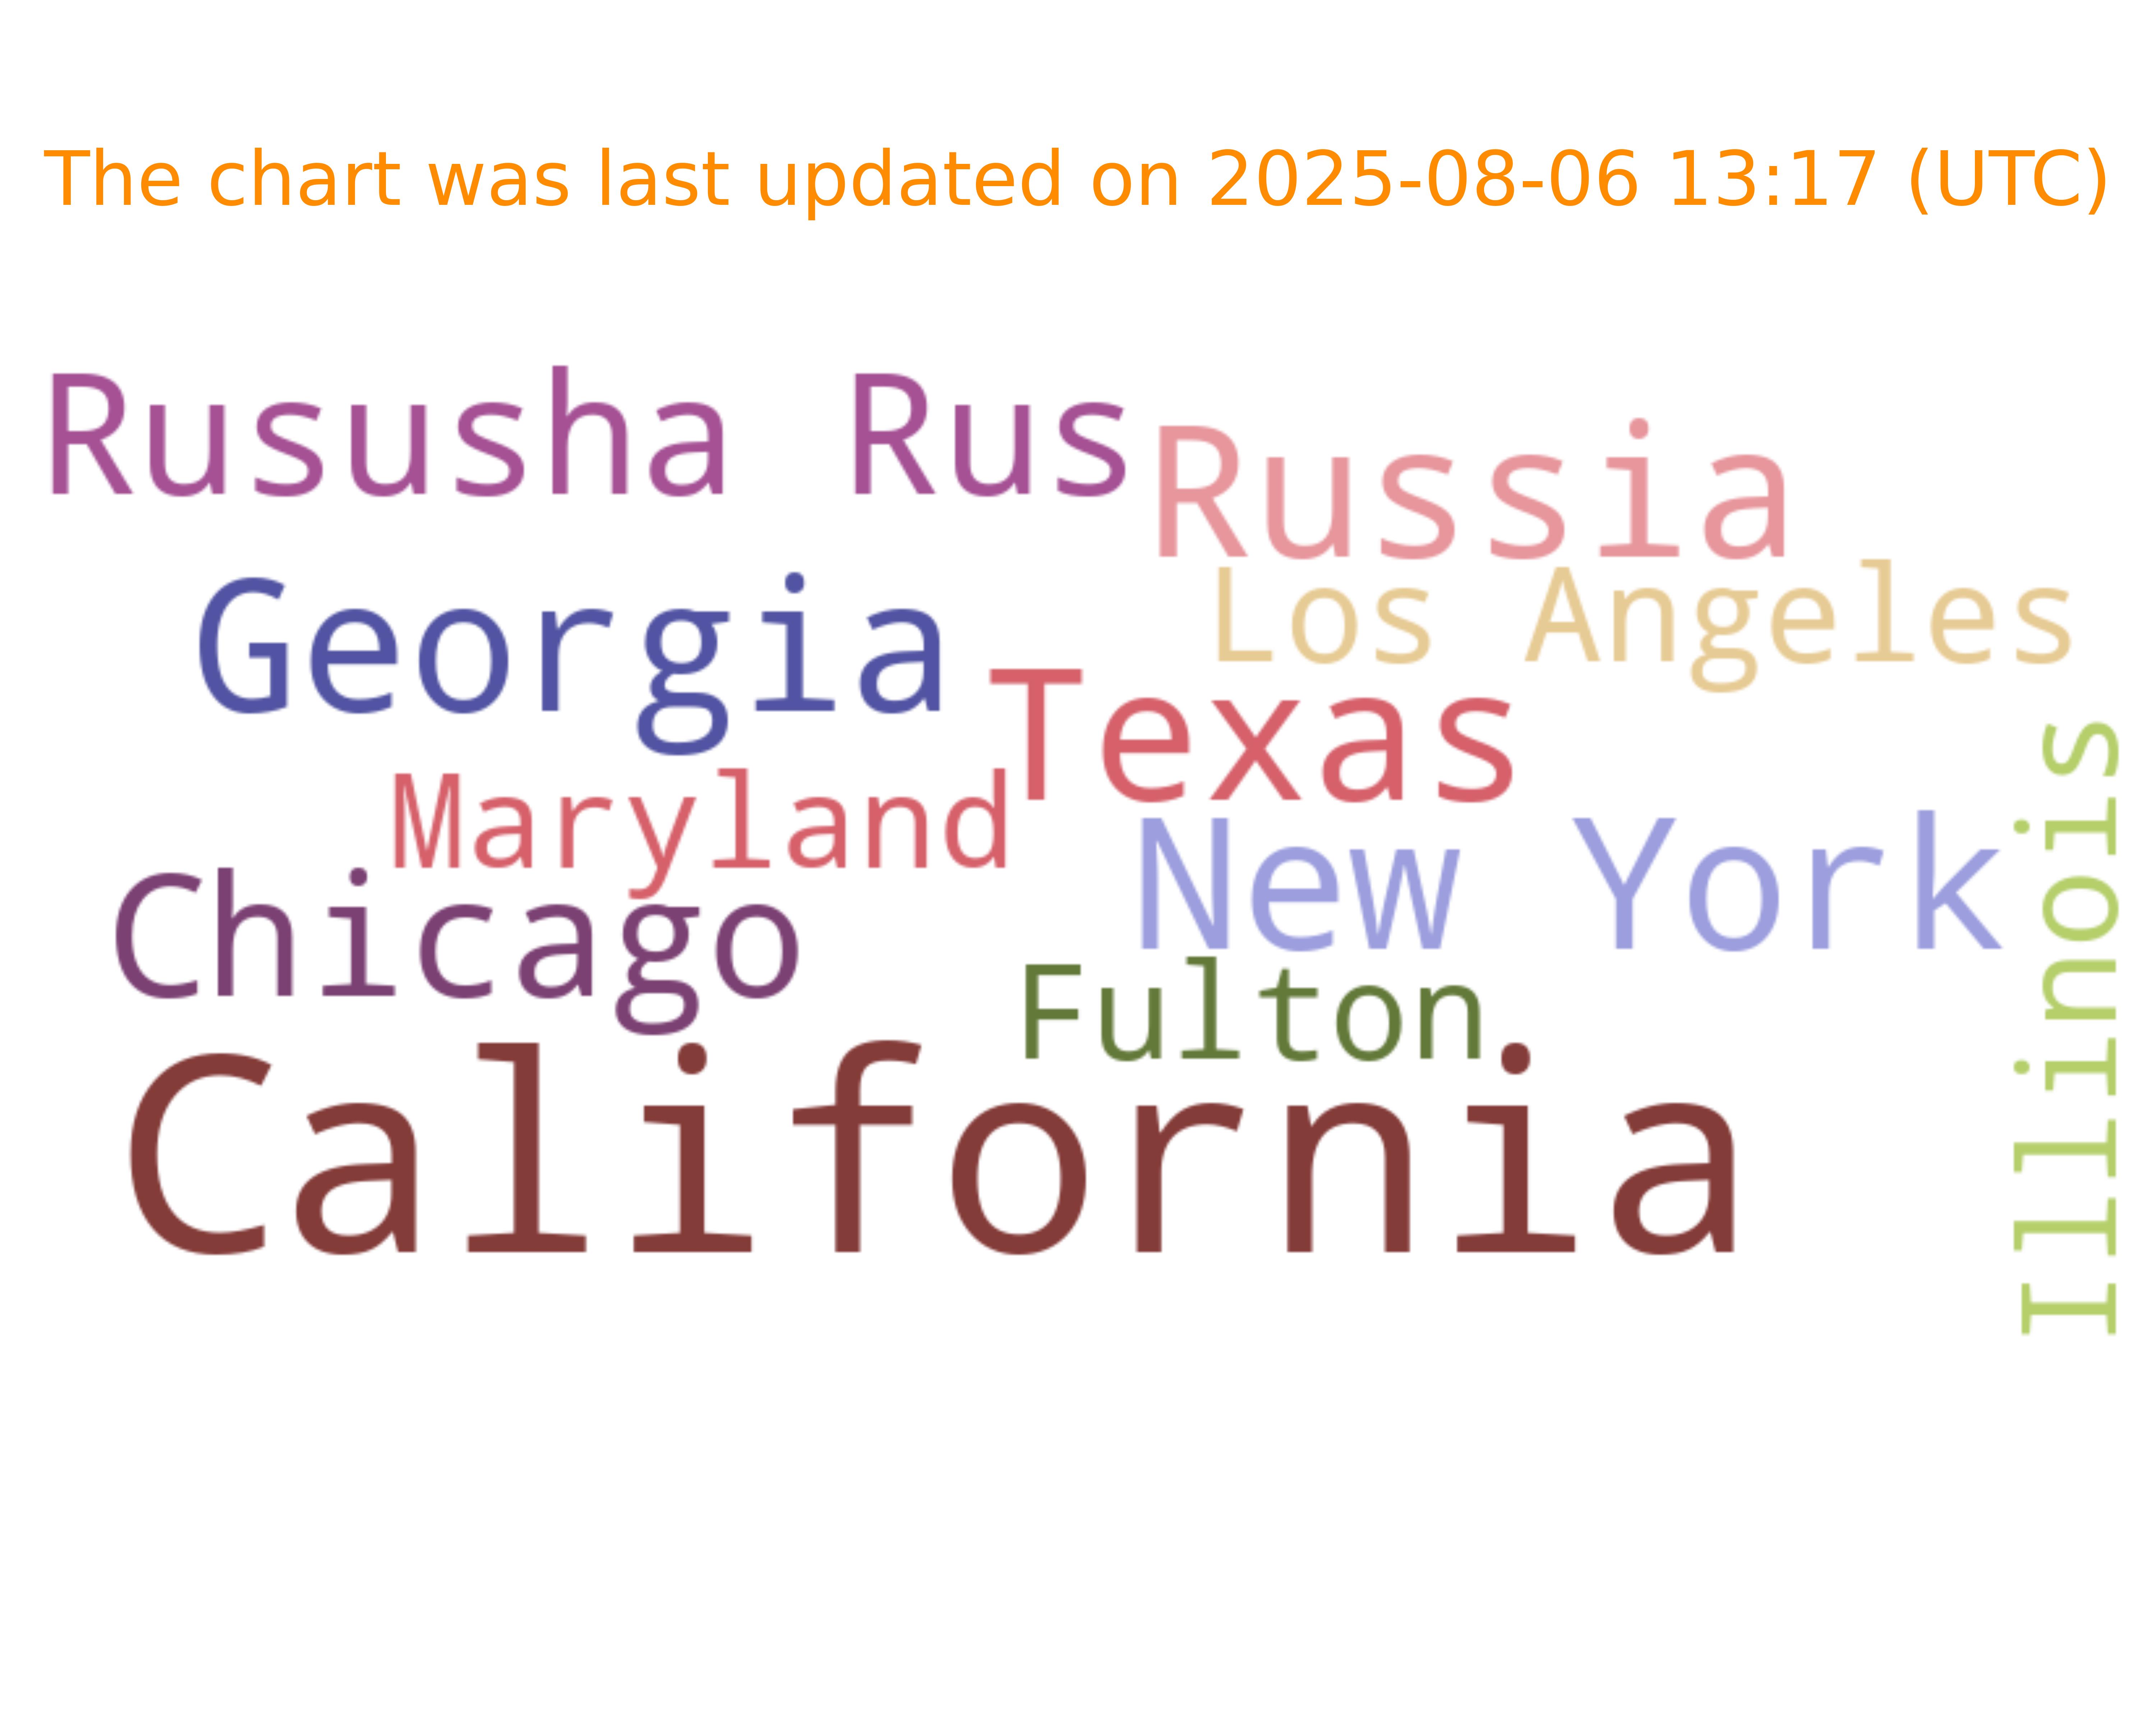 The chart was last updated on 2025-08-06 13:17 (UTC)
Rususha Rus
Russia
Georgia
Los Angeles
Texas
Maryland
New York
Chicago
Fulton
California
Illinois